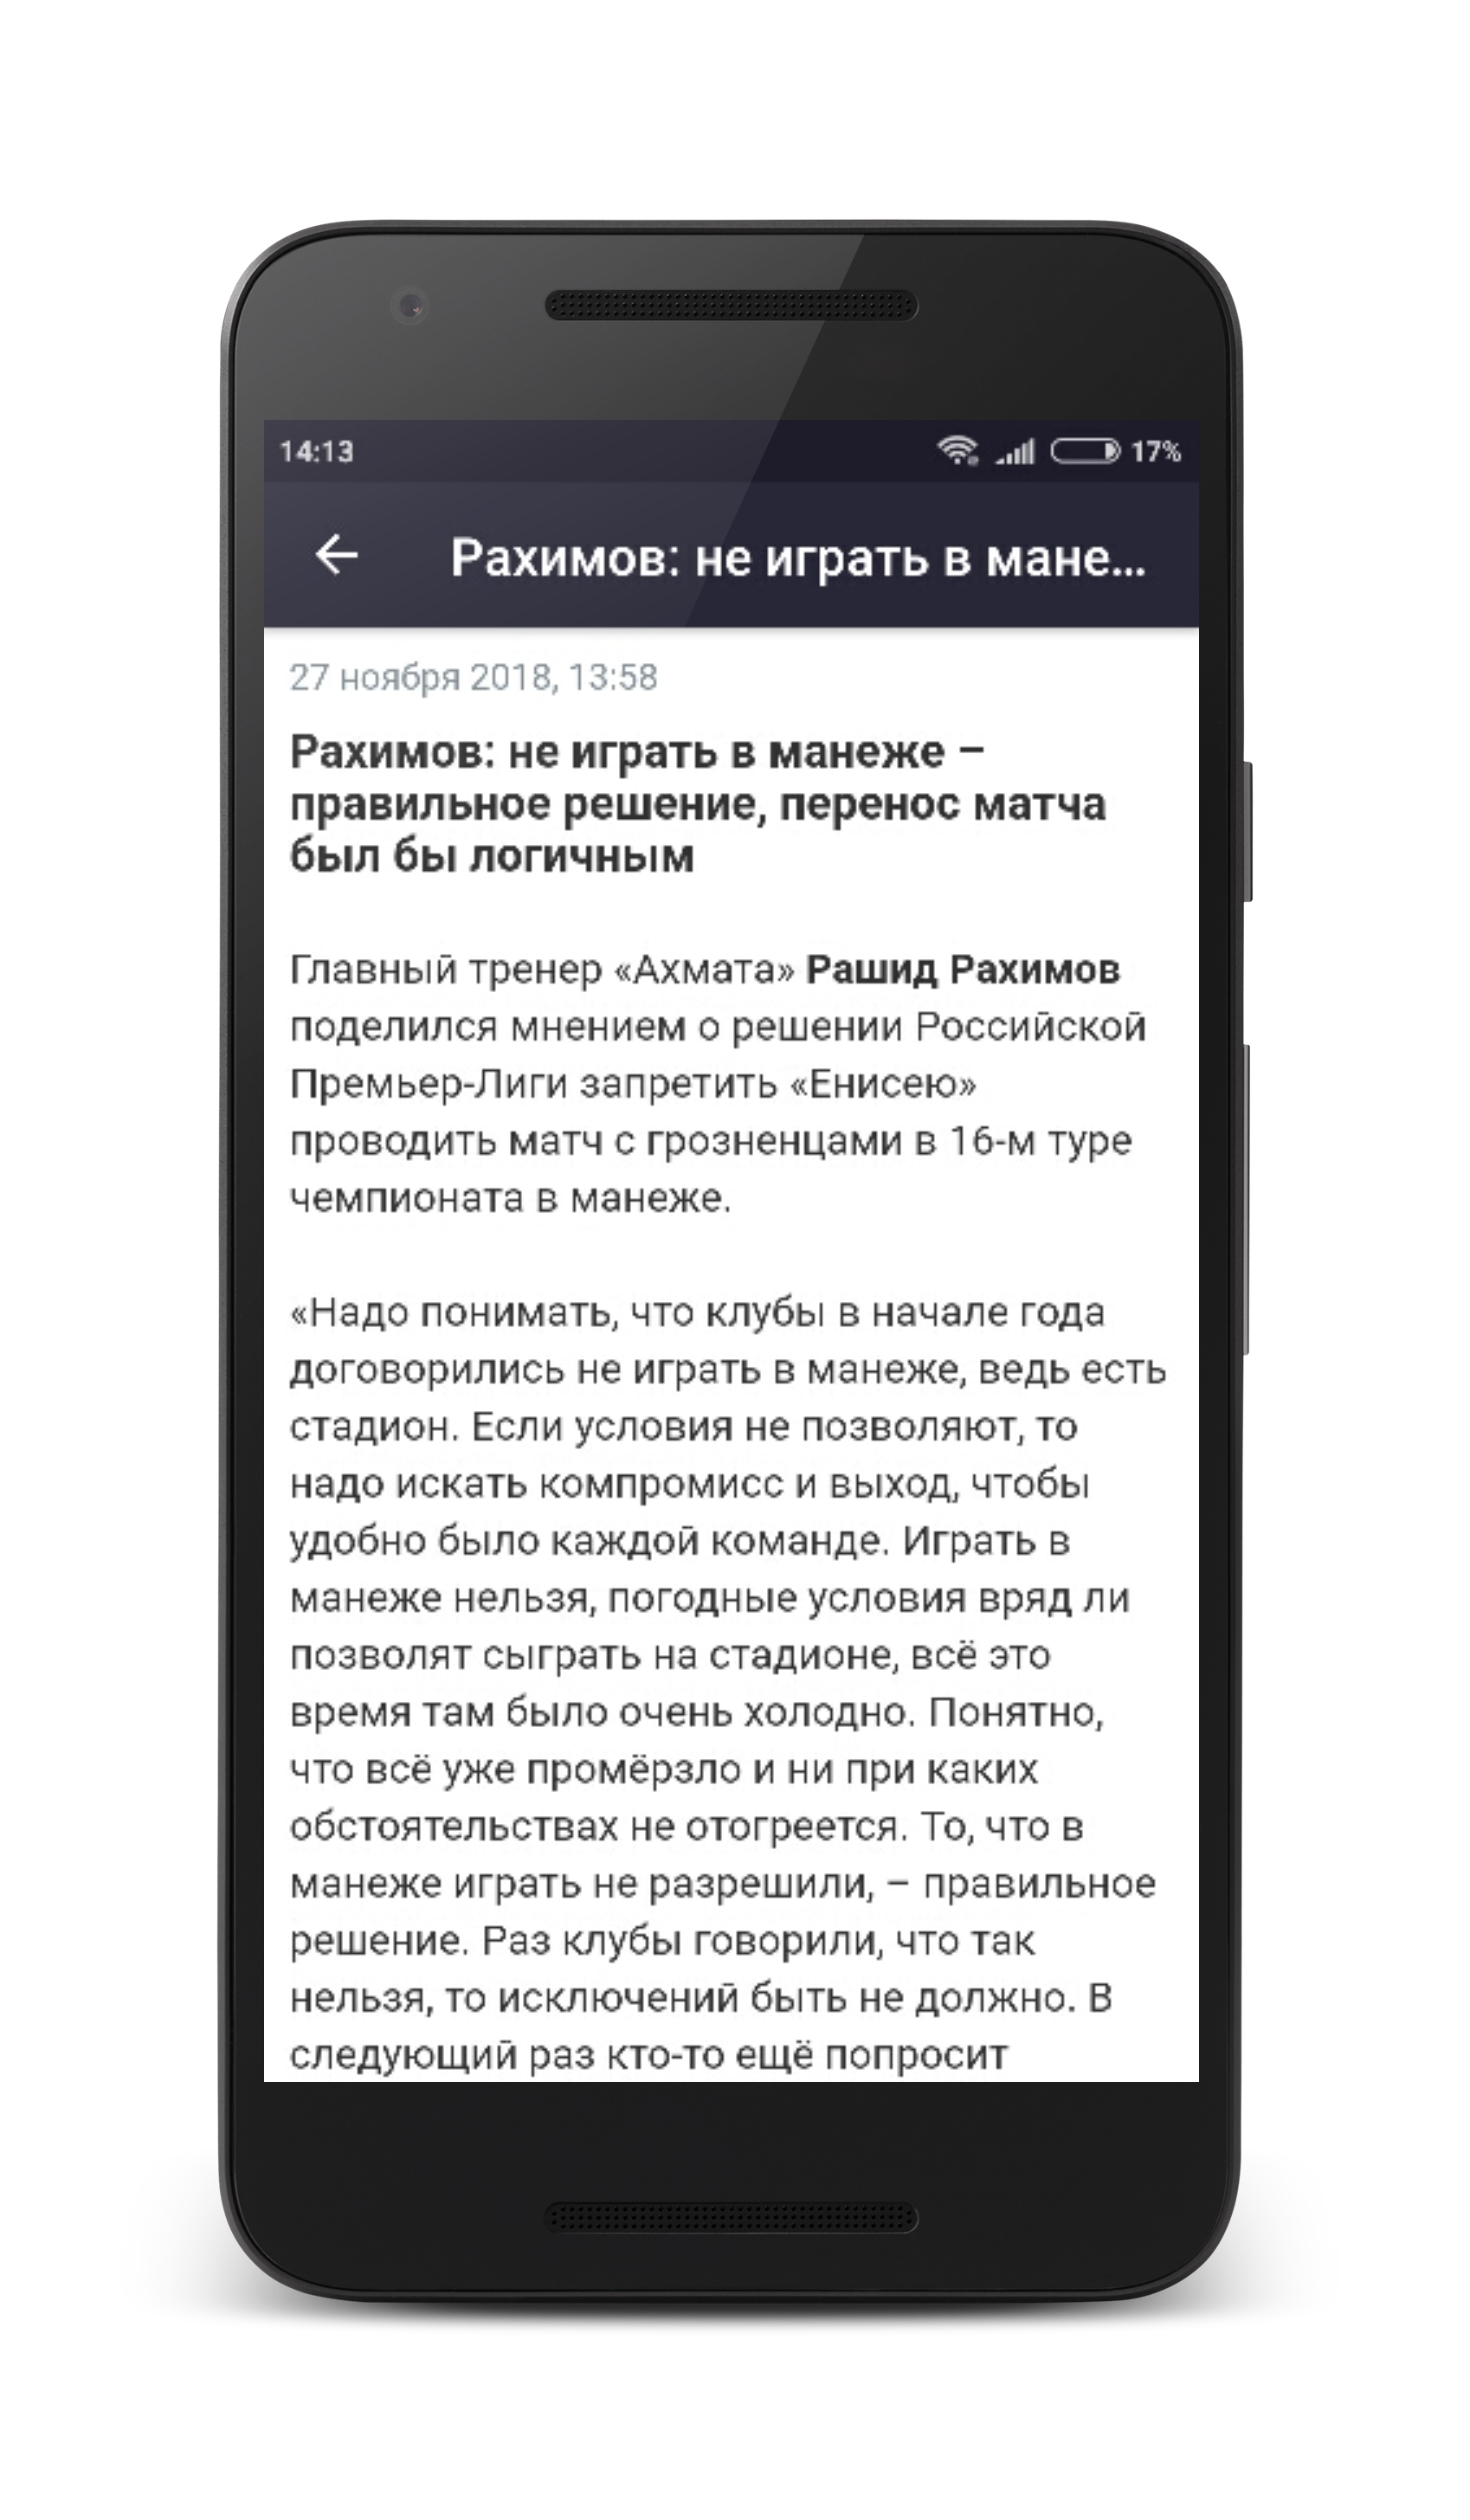 14:13
17%
Рахимов: не играть в мане...
27 ноября 2018, 13:58
Рахимов: не играть в манеже –
правильное решение, перенос матча
был бы логичным
Главный тренер «Ахмата» Рашид Рахимов
поделился мнением о решении Российской
Премьер-Лиги запретить «Енисею»
проводить матч с грозненцами в 16-м туре
чемпионата в манеже.
«Надо понимать, что клубы в начале года
договорились не играть в манеже, ведь есть
стадион. Если условия не позволяют, то
надо искать компромисс и выход, чтобы
удобно было каждой команде. Играть в
манеже нельзя, погодные условия вряд ли
позволят сыграть на стадионе, всё это
время там было очень холодно. Понятно,
что всё уже промёрзло и ни при каких
обстоятельствах не отогреется. То, что в
манеже играть не разрешили, – правильное
решение. Раз клубы говорили, что так
нельзя, то исключений быть не должно. В
следующий раз кто-то ещё попросит